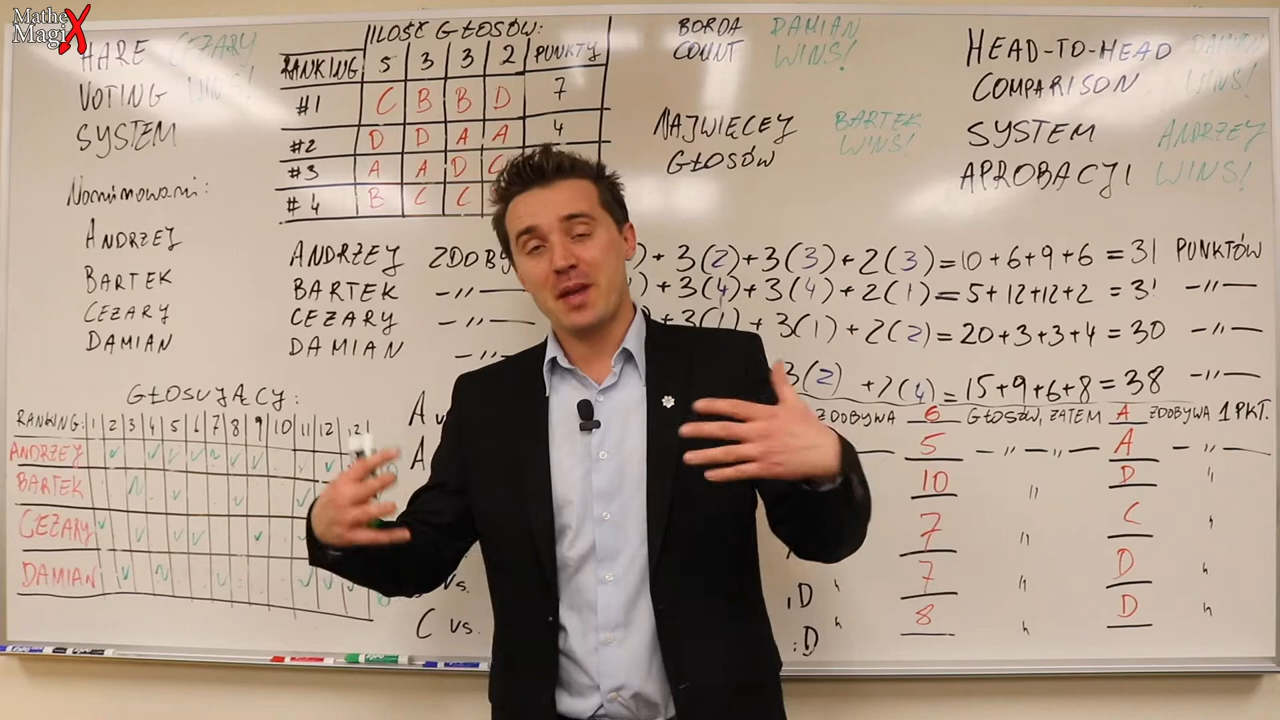 Mathe
MagiX
HARE CEZARY
VOTING WINS!
SYSTEM
Nominowani:
ANDRZEJ
BARTEK
CEZARY
DAMIAN
ILOŚĆ GŁOSÓW:
RANKING 5 3 3 2 PUNKTY
#1 C B B D 7
#2 D D A A 4
#3 A A D C
#4 B C C
BORDA DAMIAN
COUNT WINS!
NAJWIĘCEJ BARTEK
GŁOSÓW WINS!
HEAD-TO-HEAD DAMIAN
COMPARISON WINS!
SYSTEM ANDRZEJ
APROBACJI WINS!
ANDRZEJ ) + 3(2)+3(3)+2(3)=10+6+9+6 =31 PUNKTÓW
BARTEK -//- ) + 3(4)+3(4)+2(1)=5+12+12+2 =31 -//-
CEZARY -//- +3(1)+3(1)+2(2)=20+3+3+4=30 -//-
DAMIAN -//- 3(2) +2(4)=15+9+6+8=38 -//-
GŁOSUJĄCY:
RANKING: 1 2 3 4 5 6 7 8 9 10 11 12
ANDRZEJ
BARTEK
CEZARY
DAMIAN
A
A
vs.
C vs.
ZDOBYWA 6 GŁOSÓW, ZATEM A ZDOBYWA 1 PKT.
5 -//- A -//-
10 // D
7 // C
7 // D
,D 8 // D
:D